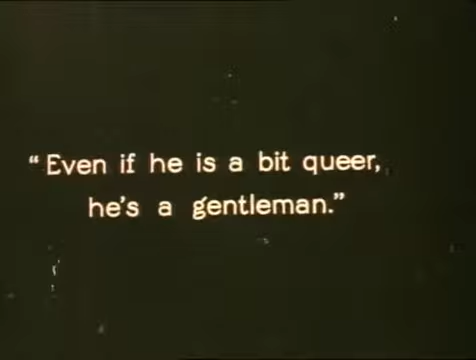 “Even if he is a bit queer,
he’s a gentleman.”